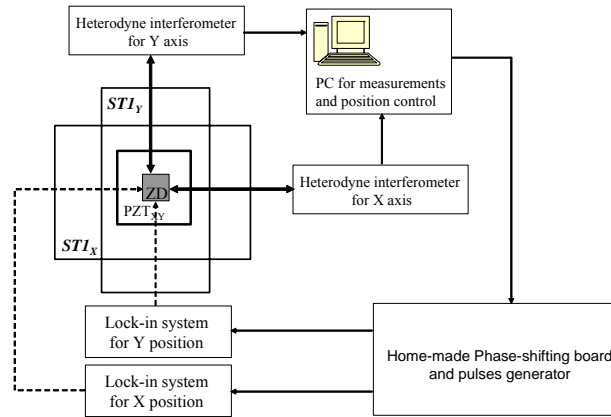 Heterodyne interferometer
for Y axis
PC for measurements
and position control
ST1Y
ZD
PZTXY
ST1X
Heterodyne interferometer
for X axis
Lock-in system
for Y position
Lock-in system
for X position
Home-made Phase-shifting board
and pulses generator